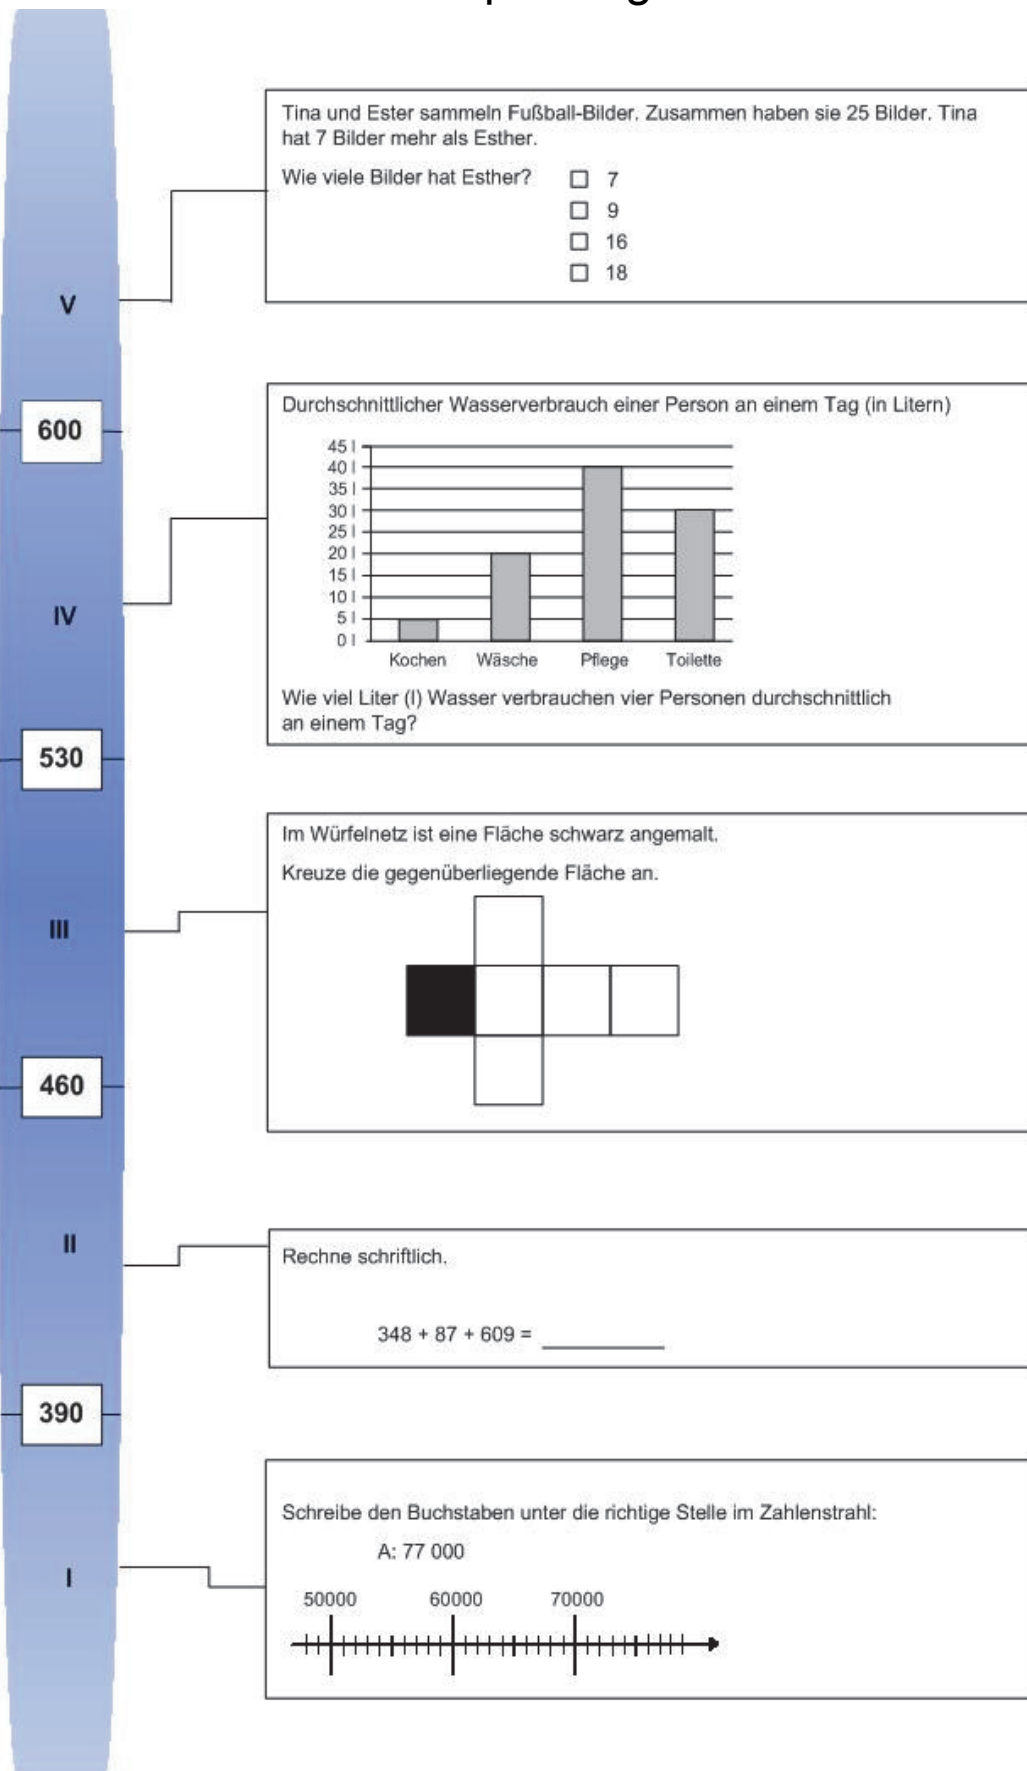 Tina und Ester sammeln Fußball-Bilder. Zusammen haben sie 25 Bilder. Tina
hat 7 Bilder mehr als Esther.
Wie viele Bilder hat Esther?
☐ 7
☐ 9
☐ 16
☐ 18
V
600
Durchschnittlicher Wasserverbrauch einer Person an einem Tag (in Litern)
45 l
40 l
35 l
30 l
25 l
20 l
15 l
10 l
5 l
0 l
Kochen Wäsche Pflege Toilette
Wie viel Liter (l) Wasser verbrauchen vier Personen durchschnittlich
an einem Tag?
IV
530
Im Würfelnetz ist eine Fläche schwarz angemalt.
Kreuze die gegenüberliegende Fläche an.
III
460
II
Rechne schriftlich.
348 + 87 + 609 = ________
390
Schreibe den Buchstaben unter die richtige Stelle im Zahlenstrahl:
A: 77 000
I
50000 60000 70000